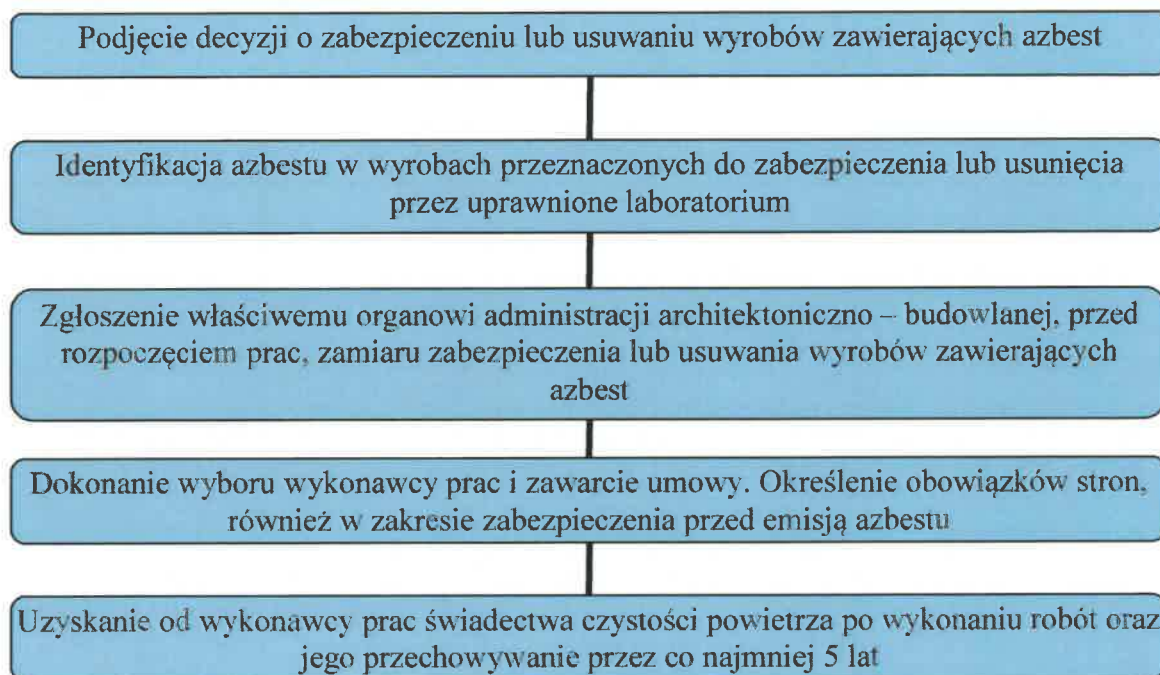 Podjęcie decyzji o zabezpieczeniu lub usuwaniu wyrobów zawierających azbest
Identyfikacja azbestu w wyrobach przeznaczonych do zabezpieczenia lub usunięcia
przez uprawnione laboratorium
Zgłoszenie właściwemu organowi administracji architektoniczno – budowlanej, przed
rozpoczęciem prac, zamiaru zabezpieczenia lub usuwania wyrobów zawierających
azbest
Dokonanie wyboru wykonawcy prac i zawarcie umowy. Określenie obowiązków stron,
również w zakresie zabezpieczenia przed emisją azbestu
Uzyskanie od wykonawcy prac świadectwa czystości powietrza po wykonaniu robót oraz
jego przechowywanie przez co najmniej 5 lat